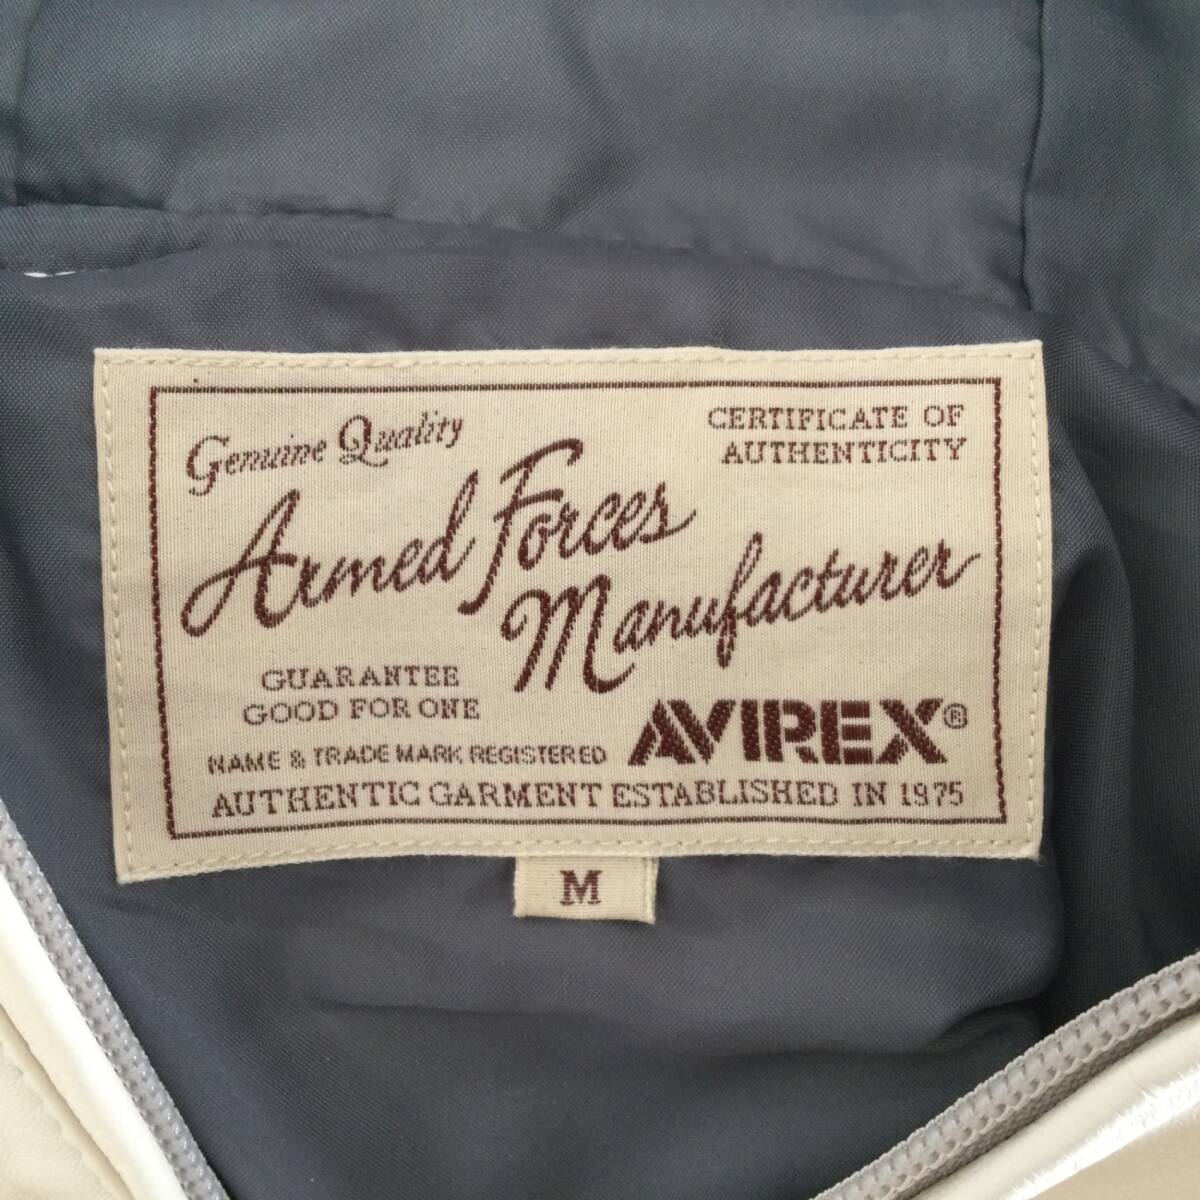 Genuine Quality
CERTIFICATE OF
AUTHENTICITY
Armed Forces
Manufacturer
GUARANTEE
GOOD FOR ONE
NAME & TRADE MARK REGISTERED
AVIREX®
AUTHENTIC GARMENT ESTABLISHED IN 1975
M